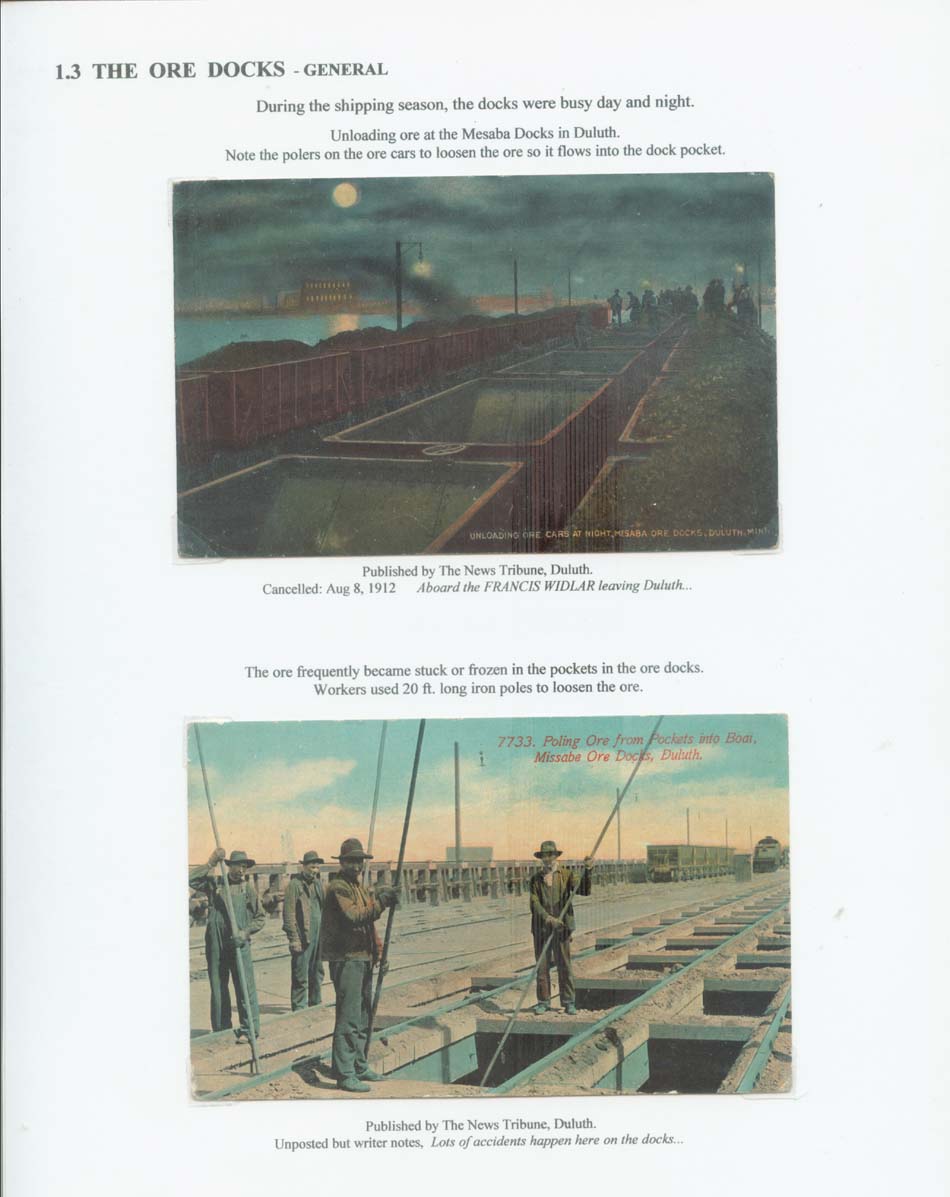 1.3 THE ORE DOCKS - GENERAL
During the shipping season, the docks were busy day and night.
Unloading ore at the Mesaba Docks in Duluth.
Note the polers on the ore cars to loosen the ore so it flows into the dock pocket.
UNLOADING ORE CARS AT NIGHT, MISABA ORE DOCKS, DULUTH, MINN.
Published by The News Tribune, Duluth.
Cancelled: Aug 8, 1912 Aboard the FRANCIS WIDLAR leaving Duluth...
The ore frequently became stuck or frozen in the pockets in the ore docks.
Workers used 20 ft. long iron poles to loosen the ore.
7733. Poling Ore from Pockets into Boat,
Missabe Ore Docks, Duluth.
Published by The News Tribune, Duluth.
Unposted but writer notes, Lots of accidents happen here on the docks...